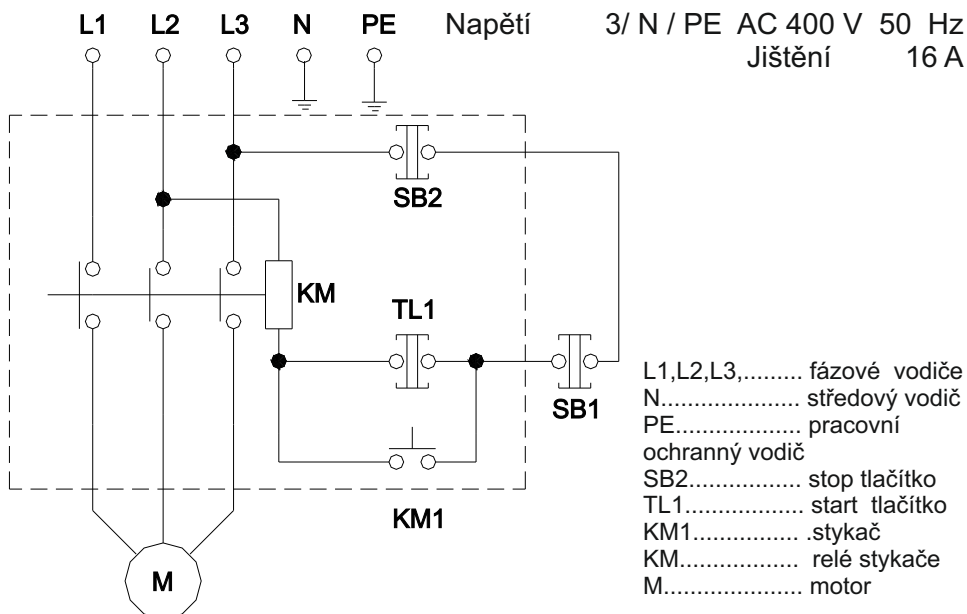 L1 L2 L3 N PE Napětí 3/ N / PE AC 400 V 50 Hz
Jištění 16 A
SB2
KM
TL1
SB1
KM1
M
L1,L2,L3,......... fázové vodiče
N..................... středový vodič
PE................... pracovní
ochranný vodič
SB2................. stop tlačítko
TL1.................. start tlačítko
KM1................ .stykač
KM.................. relé stykače
M..................... motor